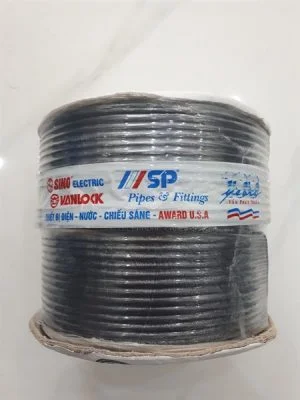 SINO ELECTRIC
VANLOCK
SP
Pipes & Fittings
THIẾT BỊ ĐIỆN - NƯỚC - CHIẾU SÁNG - AWARD U.S.A